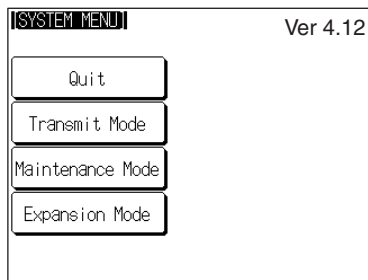 [SYSTEM MENU]
Ver 4.12
Quit
Transmit Mode
Maintenance Mode
Expansion Mode